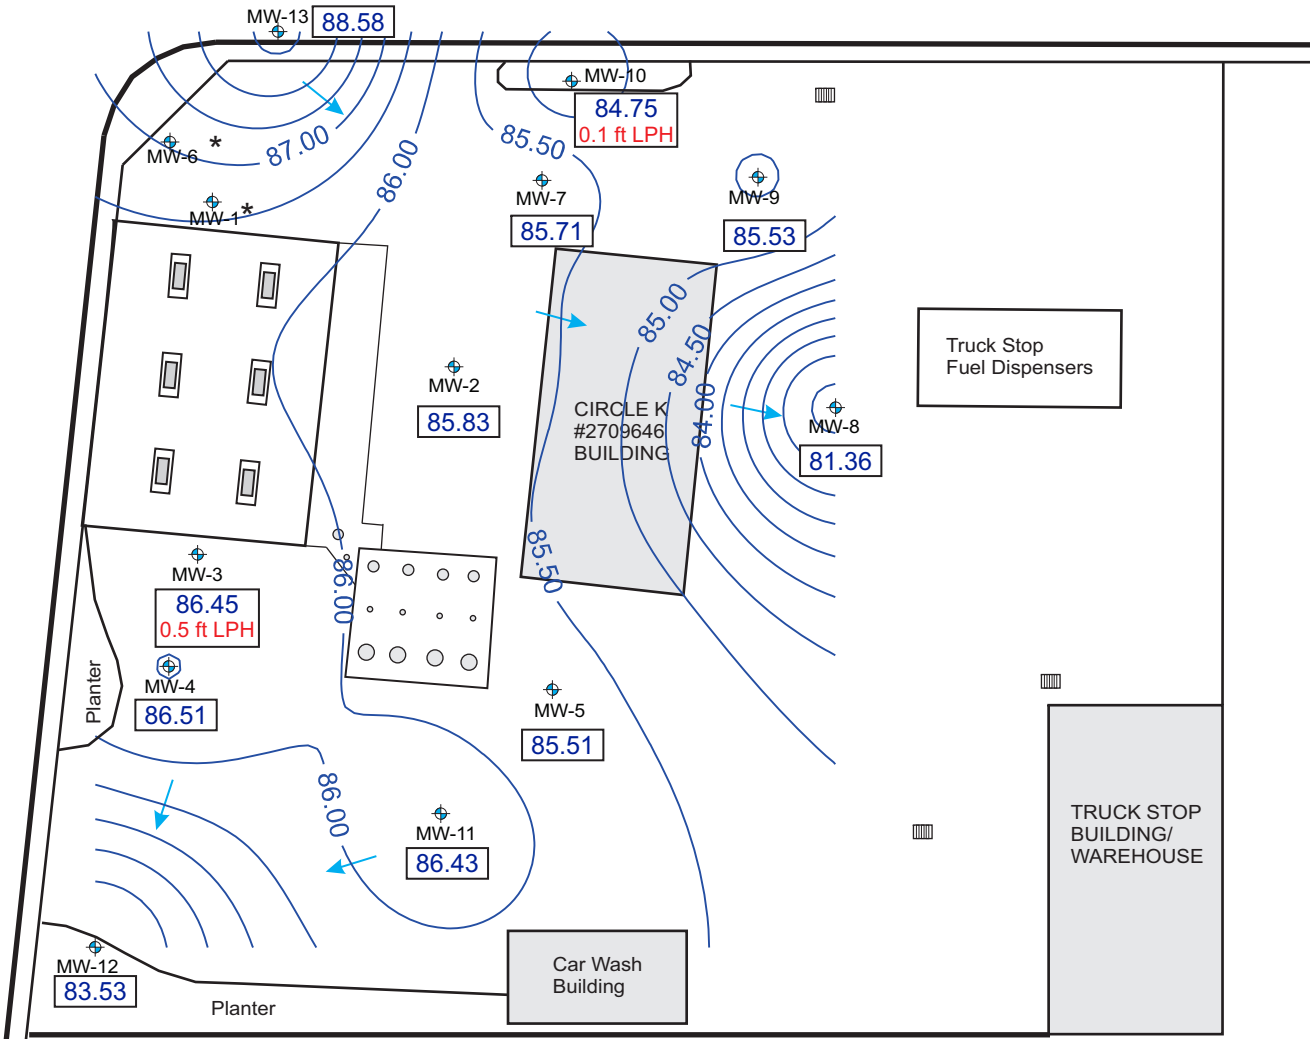 MW-13
88.58
MW-10
84.75
0.1 ft LPH
MW-6 *
87.00
86.00
85.50
MW-1*
MW-7
85.71
MW-9
85.53
85.00
84.50
84.00
Truck Stop
Fuel Dispensers
MW-2
85.83
CIRCLE K
#2709646
BUILDING
MW-8
81.36
85.50
86.00
MW-3
86.45
0.5 ft LPH
MW-4
86.51
Planter
MW-5
85.51
86.00
MW-11
86.43
TRUCK STOP
BUILDING/
WAREHOUSE
MW-12
83.53
Planter
Car Wash
Building